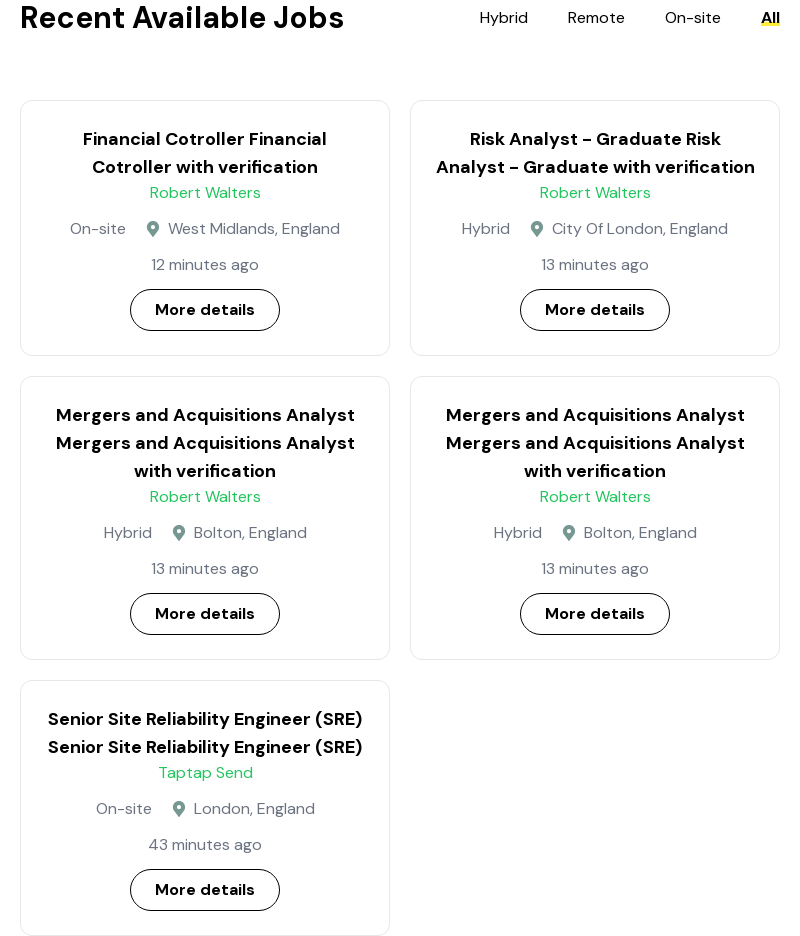 Recent Available Jobs
Hybrid Remote On-site All
Financial Cotroller Financial
Cotroller with verification
Robert Walters
On-site West Midlands, England
12 minutes ago
More details
Risk Analyst - Graduate Risk
Analyst - Graduate with verification
Robert Walters
Hybrid City Of London, England
13 minutes ago
More details
Mergers and Acquisitions Analyst
Mergers and Acquisitions Analyst
with verification
Robert Walters
Hybrid Bolton, England
13 minutes ago
More details
Mergers and Acquisitions Analyst
Mergers and Acquisitions Analyst
with verification
Robert Walters
Hybrid Bolton, England
13 minutes ago
More details
Senior Site Reliability Engineer (SRE)
Senior Site Reliability Engineer (SRE)
Taptap Send
On-site London, England
43 minutes ago
More details